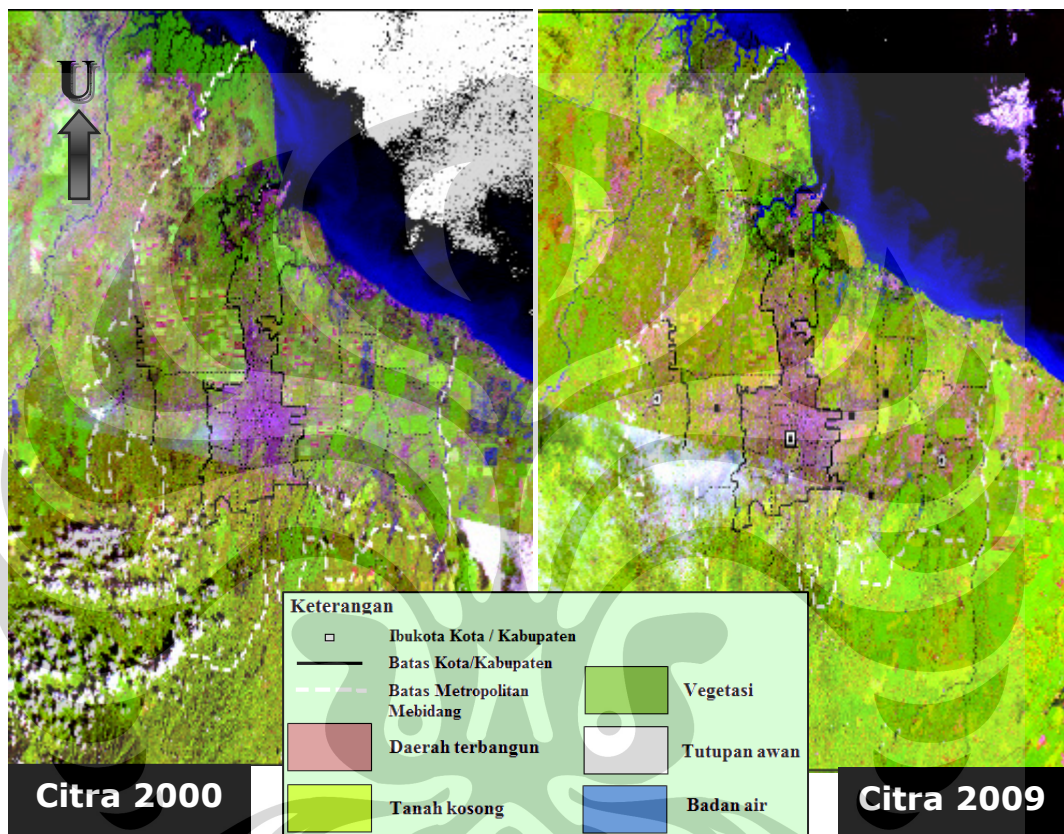 U
Keterangan
Ibukota Kota / Kabupaten
Batas Kota/Kabupaten
Batas Metropolitan
Mebidang
Daerah terbangun
Tanah kosong
Vegetasi
Tutupan awan
Badan air
Citra 2000
Citra 2009